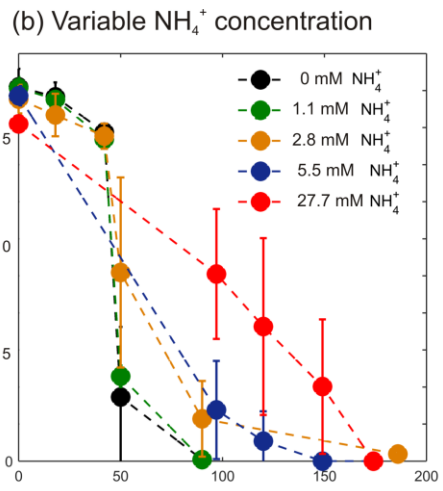 (b) Variable NH4+ concentration
0 mM NH4+
1.1 mM NH4+
2.8 mM NH4+
5.5 mM NH4+
27.7 mM NH4+
5
0
5
0
0 50 100 150 200